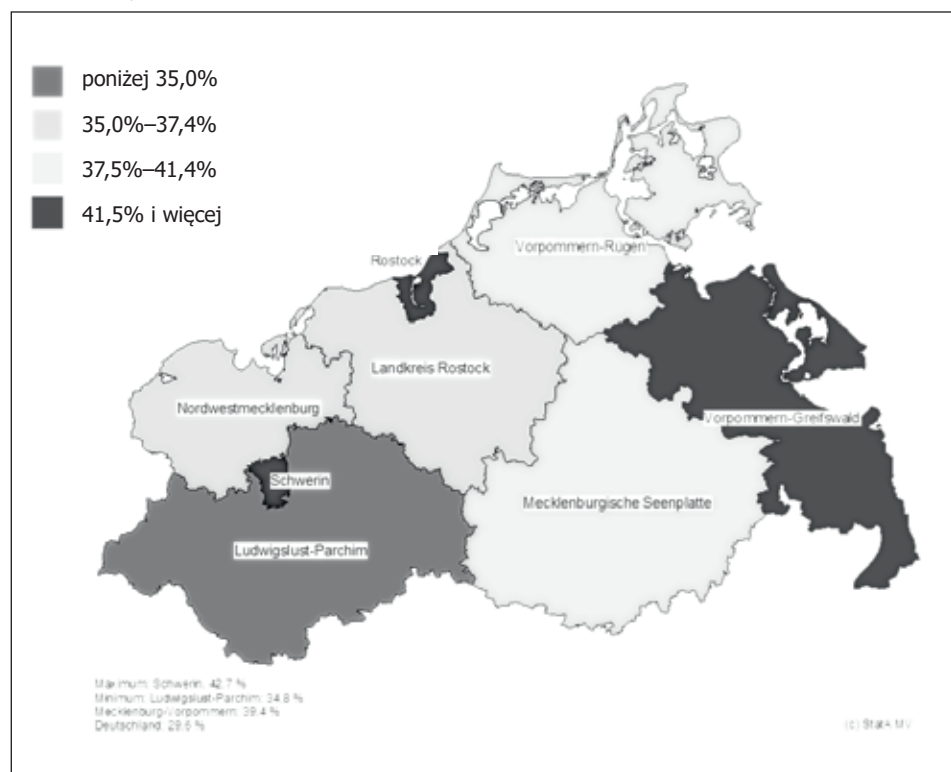 poniżej 35,0%
35,0%–37,4%
37,5%–41,4%
41,5% i więcej
Rostock
Vorpommern-Rügen
Landkreis Rostock
Nordwestmecklenburg
Vorpommern-Greifswald
Schwerin
Mecklenburgische Seenplatte
Ludwigslust-Parchim
Maximum: Schwerin: 42.7 %
Minimum: Ludwigslust-Parchim: 34.8 %
Mecklenburg-Vorpommern: 39.4 %
Deutschland: 29.6 %
(c) StatA MV